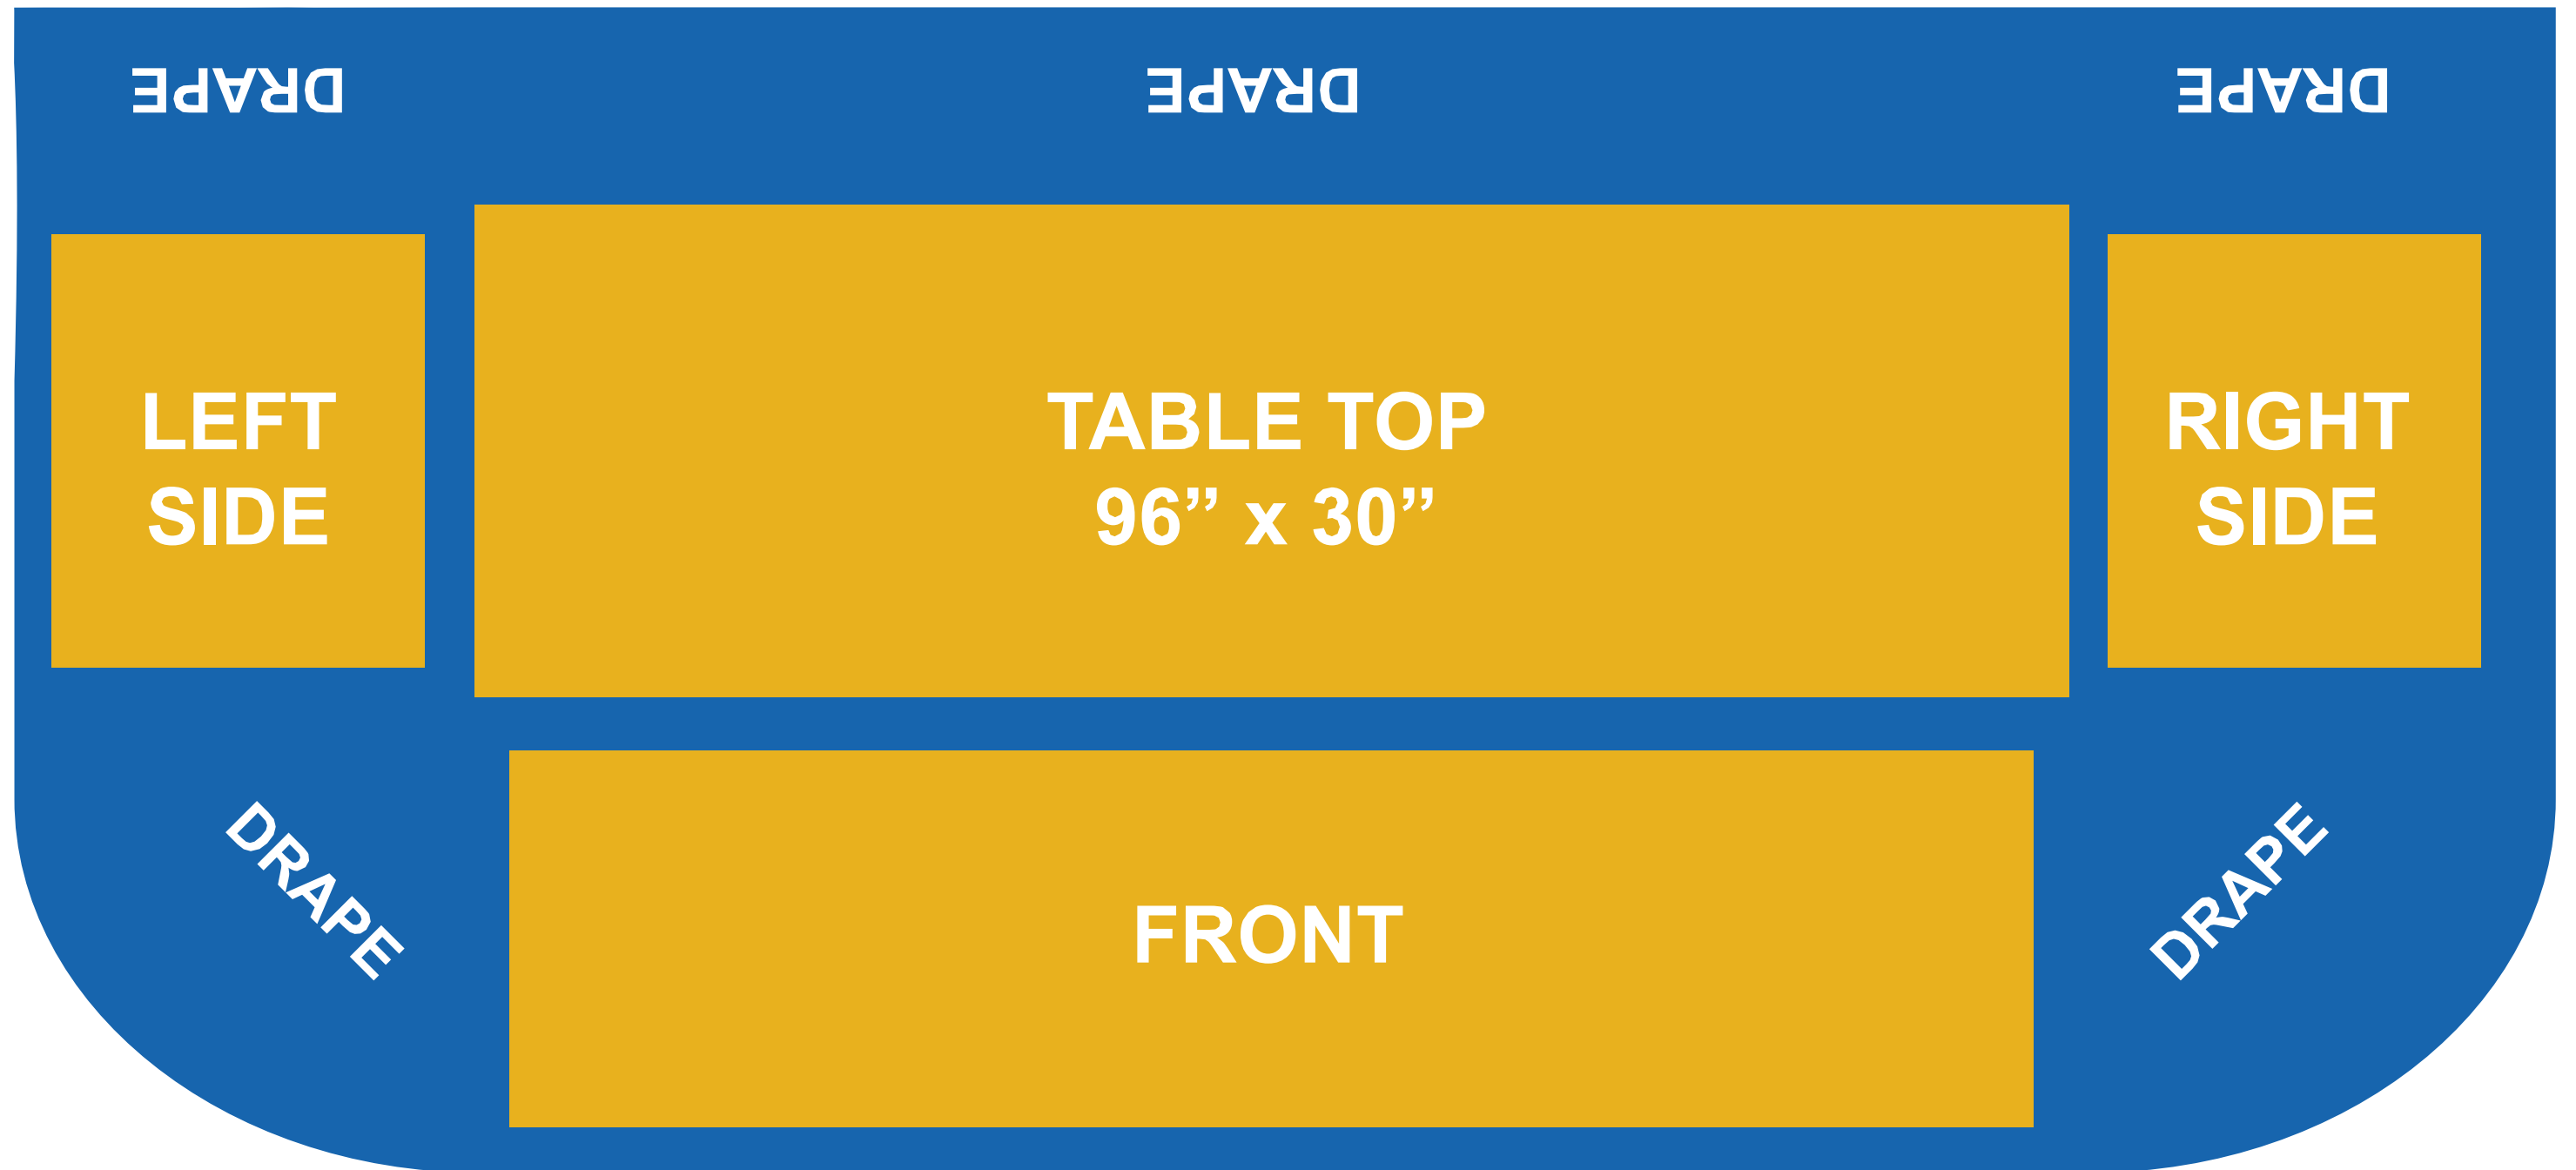 DRAPE
DRAPE
DRAPE
LEFT
SIDE
TABLE TOP
96” x 30”
RIGHT
SIDE
DRAPE
FRONT
DRAPE